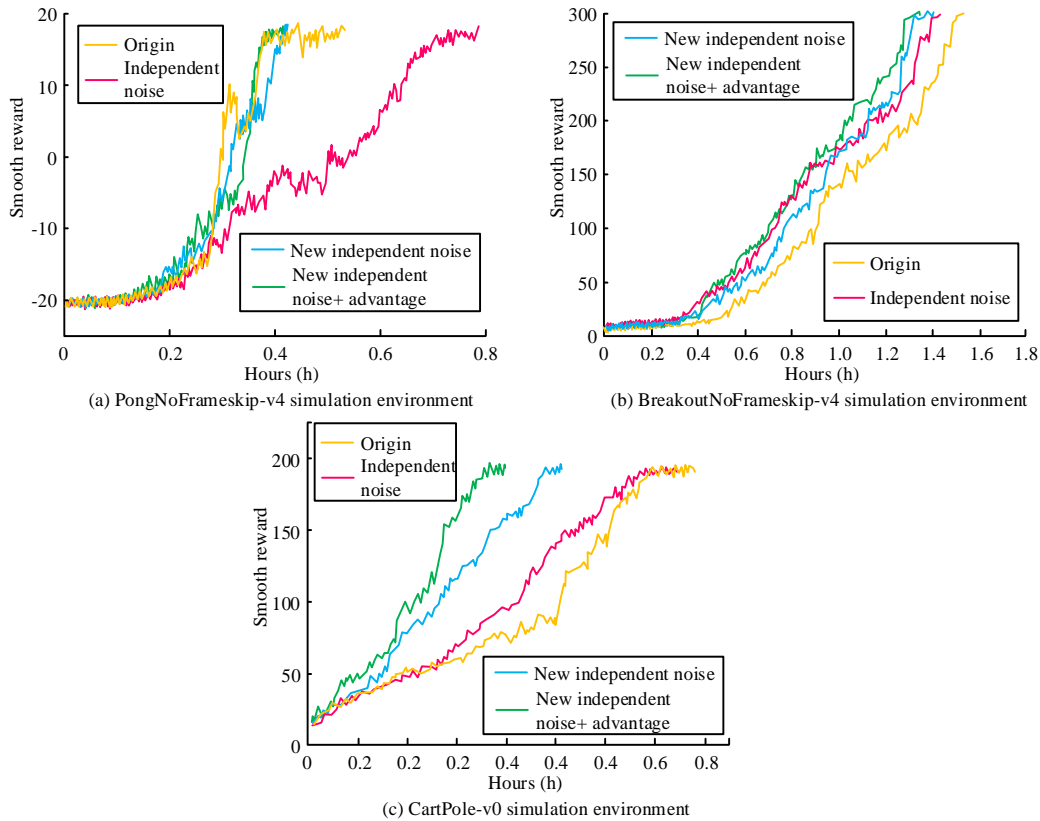 20
10
0
-10
-20
Smooth reward
0
0.2
0.4
0.6
0.8
Hours (h)
Origin
Independent
noise
New independent noise
New independent
noise+ advantage
(a) PongNoFrameskip-v4 simulation environment
300
250
200
150
100
50
0
Smooth reward
0
0.2
0.4
0.6
0.8
1.0
1.2
1.4
1.6
1.8
Hours (h)
New independent noise
New independent
noise+ advantage
Origin
Independent noise
(b) BreakoutNoFrameskip-v4 simulation environment
200
150
100
50
0
Smooth reward
0
0.2
0.2
0.2
0.4
0.4
0.4
0.6
0.8
Hours (h)
Origin
Independent
noise
New independent noise
New independent
noise+ advantage
(c) CartPole-v0 simulation environment